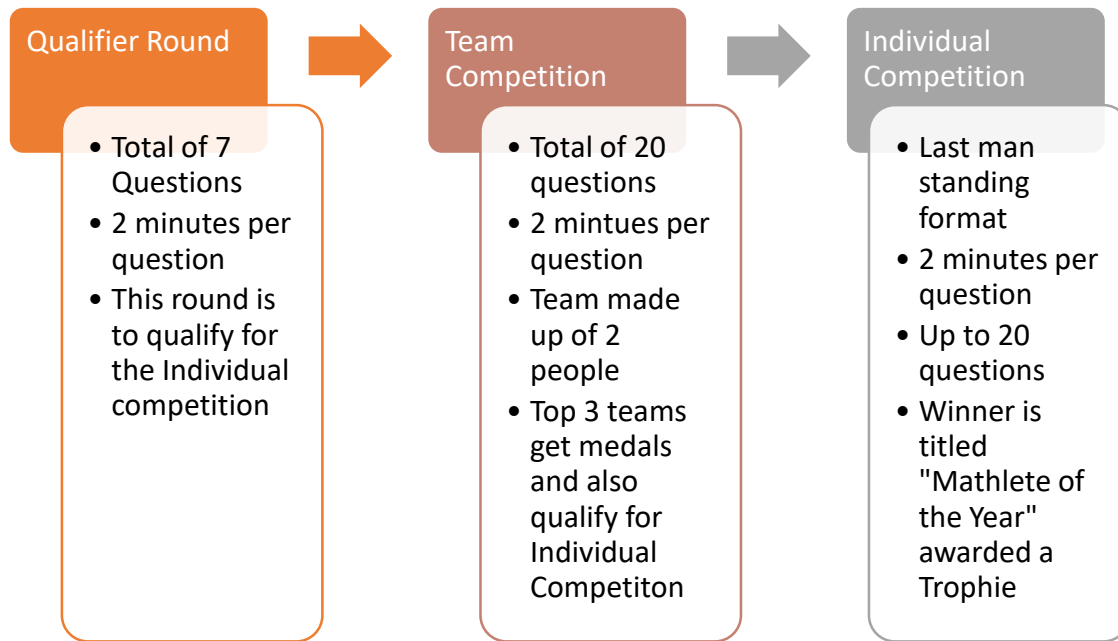 Qualifier Round
• Total of 7
Questions
• 2 minutes per
question
• This round is
to qualify for
the Individual
competition
Team
Competition
• Total of 20
questions
• 2 mintues per
question
• Team made
up of 2
people
• Top 3 teams
get medals
and also
qualify for
Individual
Competiton
Individual
Competition
• Last man
standing
format
• 2 minutes per
question
• Up to 20
questions
• Winner is
titled
"Mathlete of
the Year"
awarded a
Trophie